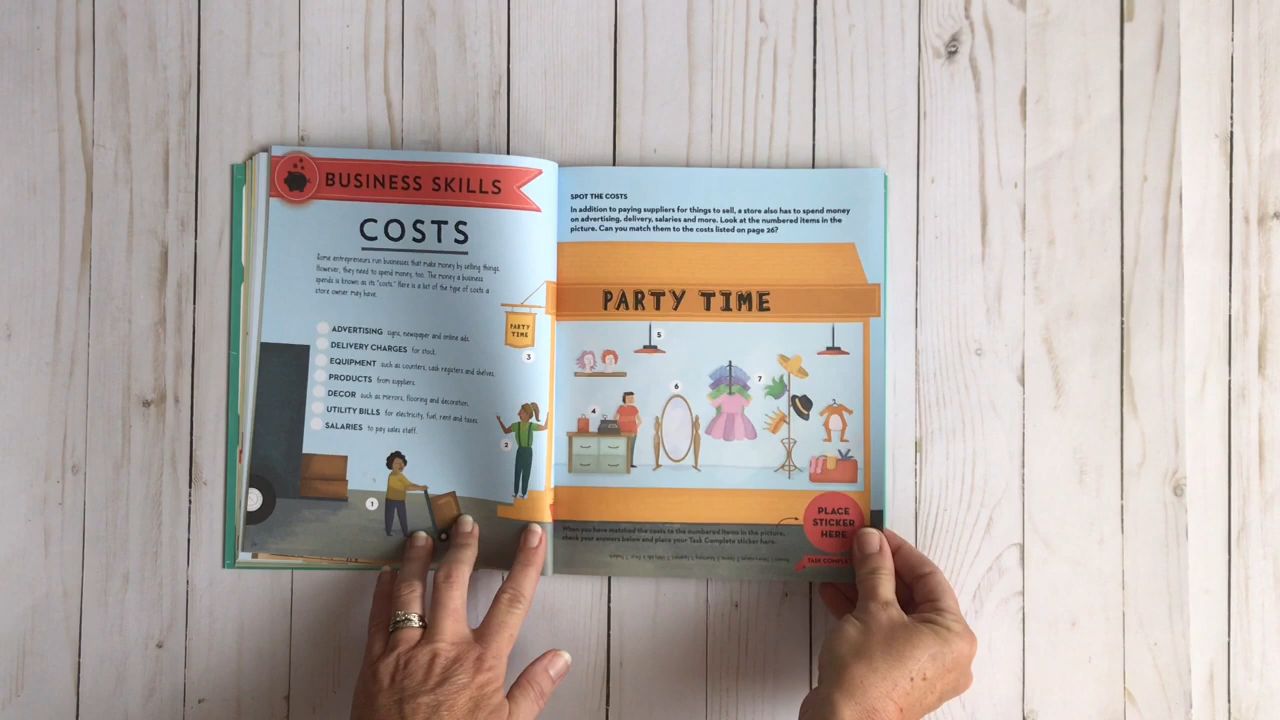 BUSINESS SKILLS
COSTS
Some entrepreneurs run businesses that make money by selling things.
However, they need to spend money, too. The money a business
spends is known as its "costs." Here is a list of the type of costs a
store owner may have.
ADVERTISING signs, newspaper and online ads.
DELIVERY CHARGES for stock.
EQUIPMENT such as counters, cash registers and shelves.
PRODUCTS from suppliers.
DECOR such as mirrors, flooring and decoration.
UTILITY BILLS for electricity, fuel, rent and taxes.
SALARIES to pay sales staff.
PARTY
TIME
3
2
1
SPOT THE COSTS
In addition to paying suppliers for things to sell, a store also has to spend money
on advertising, delivery, salaries and more. Look at the numbered items in the
picture. Can you match them to the costs listed on page 26?
PARTY TIME
5
6
7
4
When you have matched the costs to the numbered items in the picture,
check your answers below and place your Task Complete sticker here.
PLACE
STICKER
HERE
TASK